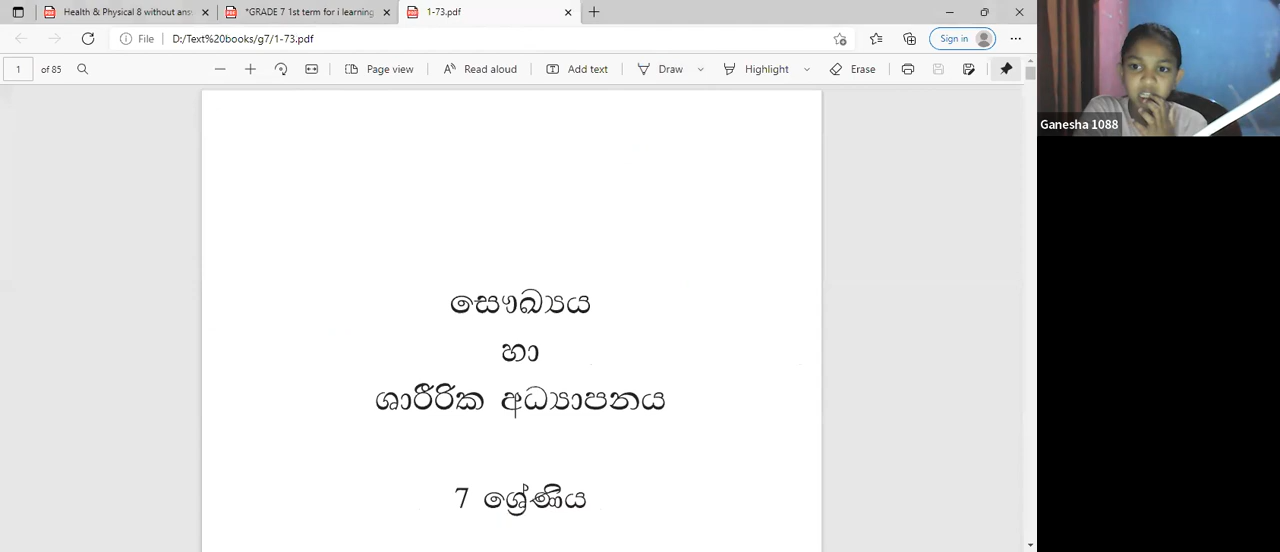 Health & Physical 8 without ans
*GRADE 7 1st term for i learning
1-73.pdf
File
D:/Text%20books/g7/1-73.pdf
Sign in
1 of 85
Page view
Read aloud
Add text
Draw
Highlight
Erase
Ganesha 1088
සෞඛ්‍යය
හා
ශාරීරික අධ්‍යාපනය
7 ශ්‍රේණිය